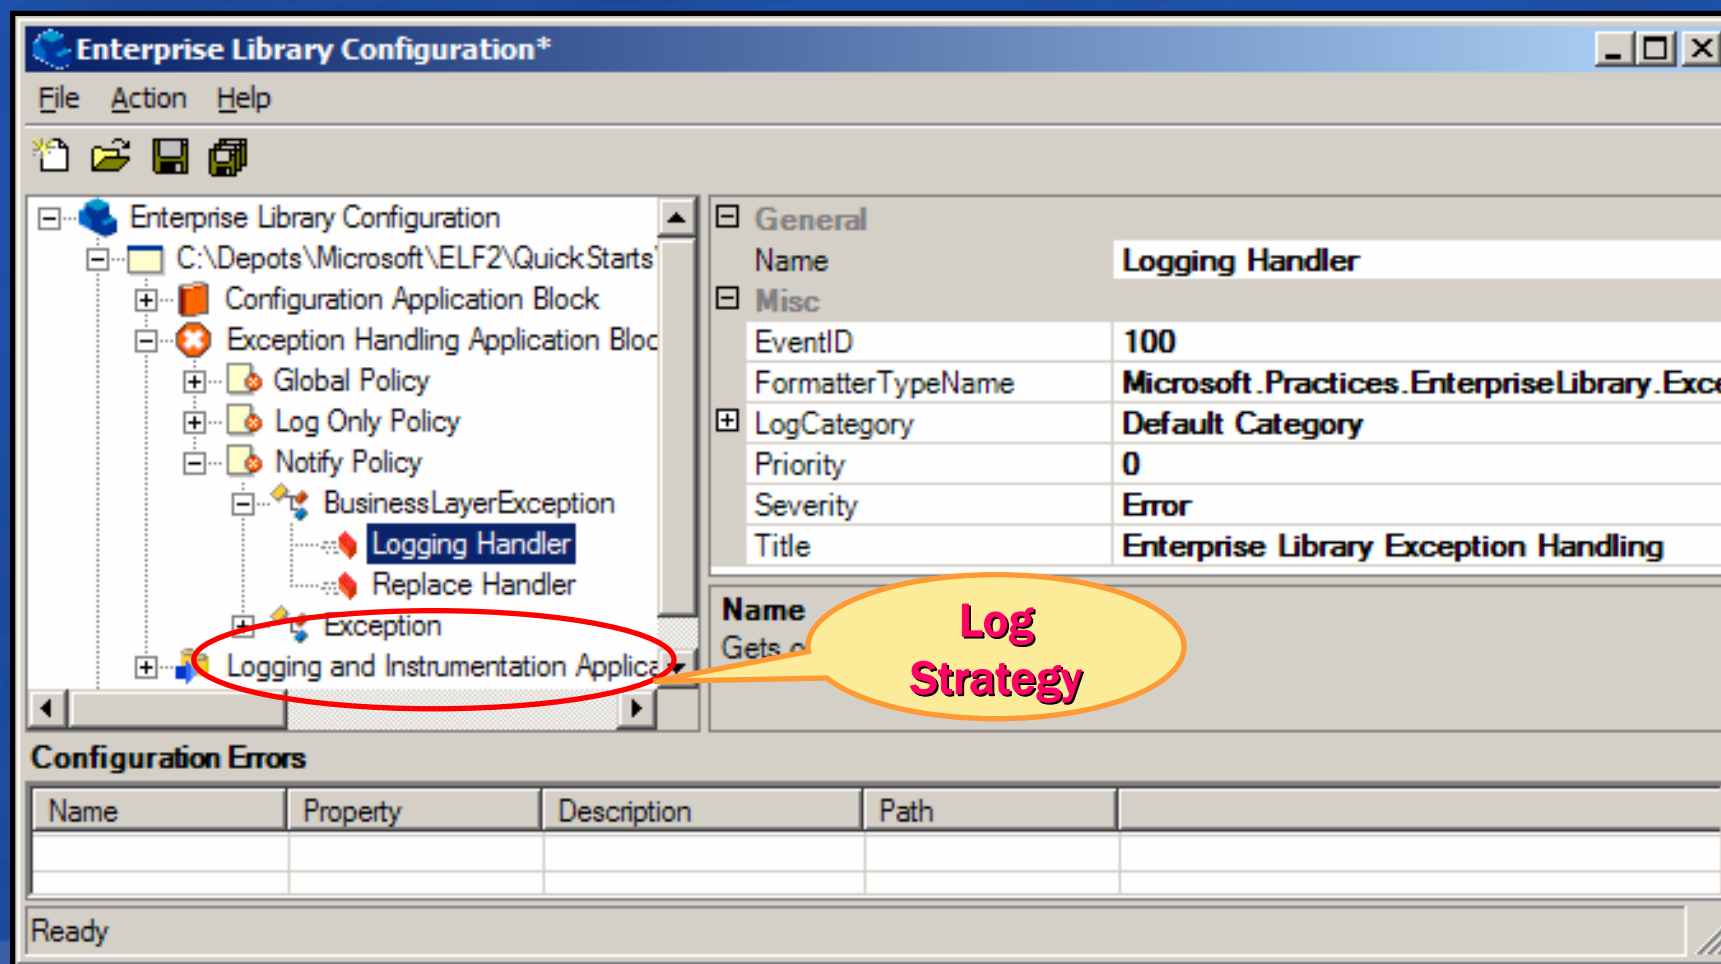 Enterprise Library Configuration*
File Action Help
Enterprise Library Configuration
C:\Depots\Microsoft\ELF2\QuickStarts
Configuration Application Block
Exception Handling Application Bloc
Global Policy
Log Only Policy
Notify Policy
BusinessLayerException
Logging Handler
Replace Handler
Exception
Logging and Instrumentation Applica
General
Name Logging Handler
Misc
EventID 100
FormatterTypeName Microsoft.Practices.EnterpriseLibrary.Exce
LogCategory Default Category
Priority 0
Severity Error
Title Enterprise Library Exception Handling
Name
Gets
Log
Strategy
Configuration Errors
Name Property Description Path
Ready